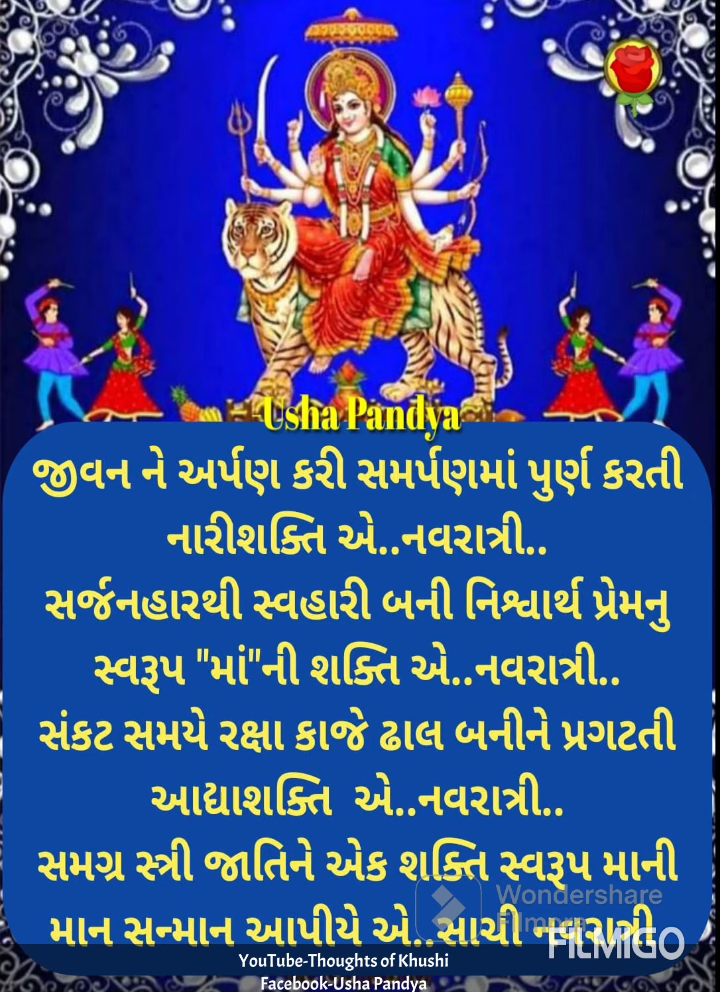 Usha Pandya
જીવન ને અર્પણ કરી સમર્પણમાં પુર્ણ કરતી
નારીશક્તિ એ..નવરાત્રી..
સર્જનહારથી સ્વહારી બની નિશ્વાર્થ પ્રેમનુ
સ્વરૂપ "માં"ની શક્તિ એ..નવરાત્રી..
સંકટ સમયે રક્ષા કાજે ઢાલ બનીને પ્રગટતી
આદ્યાશક્તિ એ..નવરાત્રી..
સમગ્ર સ્ત્રી જાતિને એક શક્તિ સ્વરૂપ માની
માન સન્માન આપીયે એ..સાચી નવરાત્રી
Wondershare
Filmora
FILMIGO
YouTube-Thoughts of Khushi
Facebook-Usha Pandya